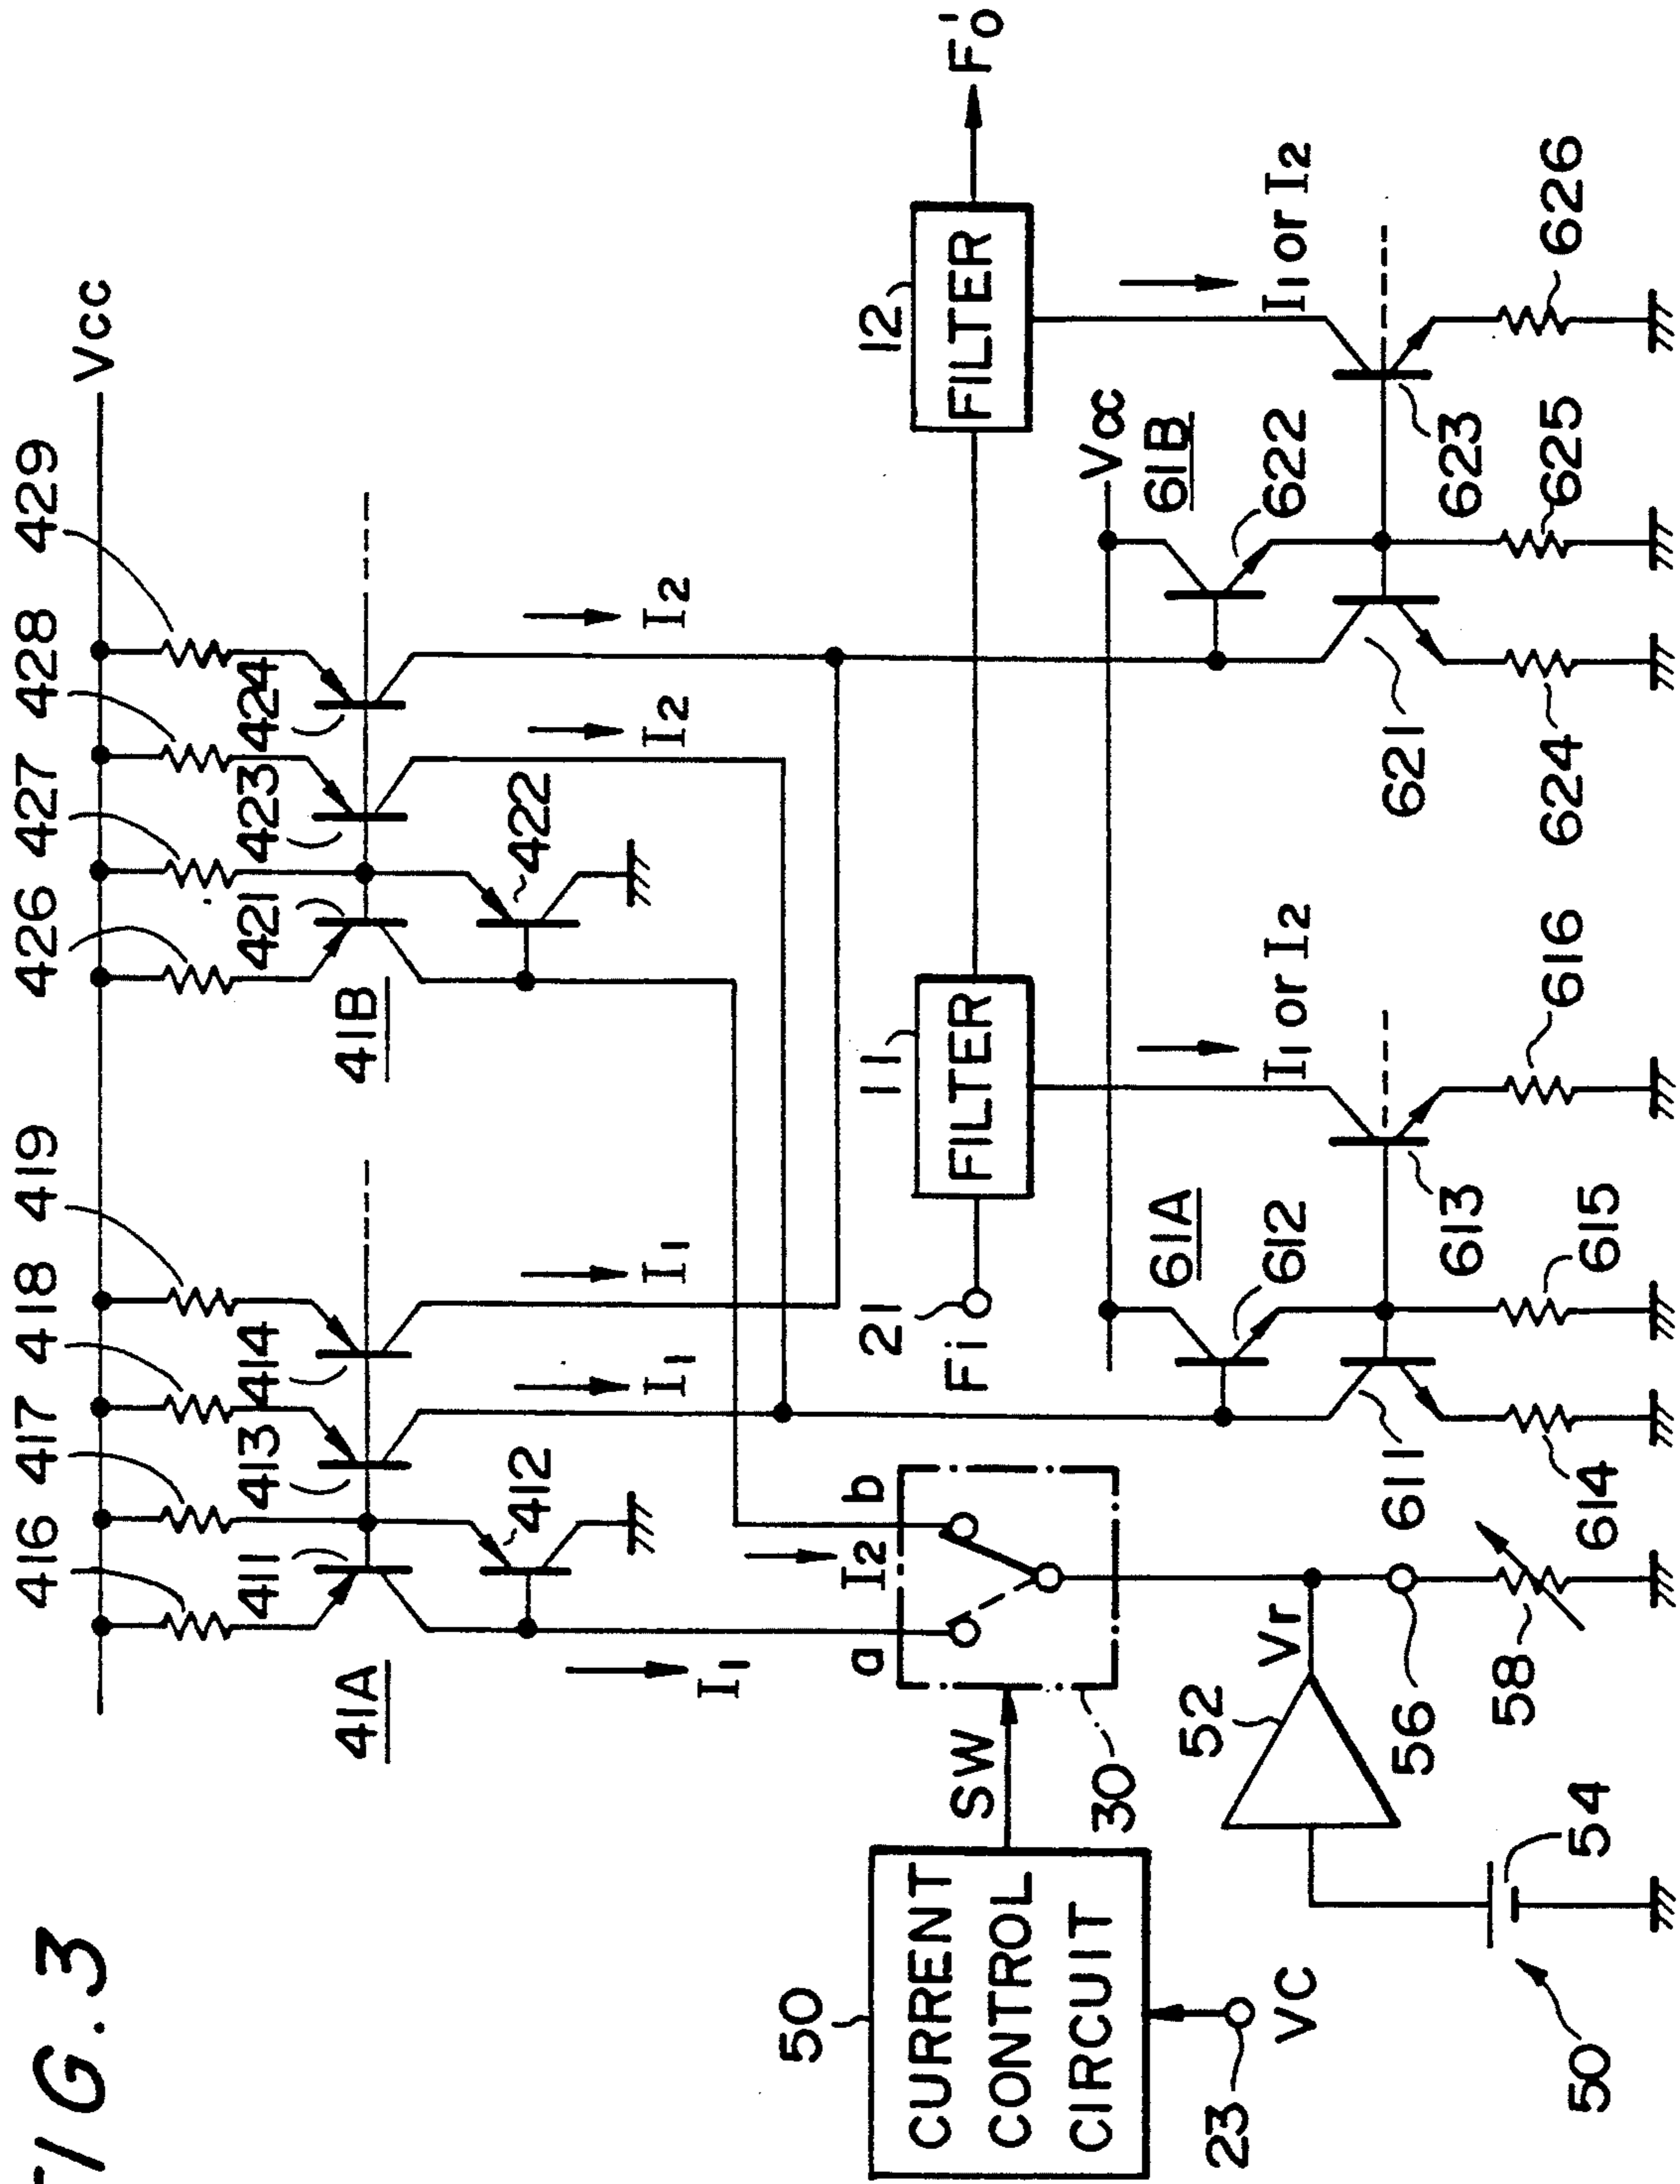 FIG. 3
416 417 418 419
426 427 428 429
Vcc
411 413 414
421 423 424
41A
412
41B
422
I1
I1
I1
I2
I2
50
CURRENT
CONTROL
CIRCUIT
23
VC
SW
30
a
b
I2
21
Fi
11
FILTER
12
FILTER
Fo'
Vcc
61A
612
61B
622
I1 or I2
I1 or I2
52
Vr
56
58
54
50
611
613
614
615
616
621
623
624
625
626